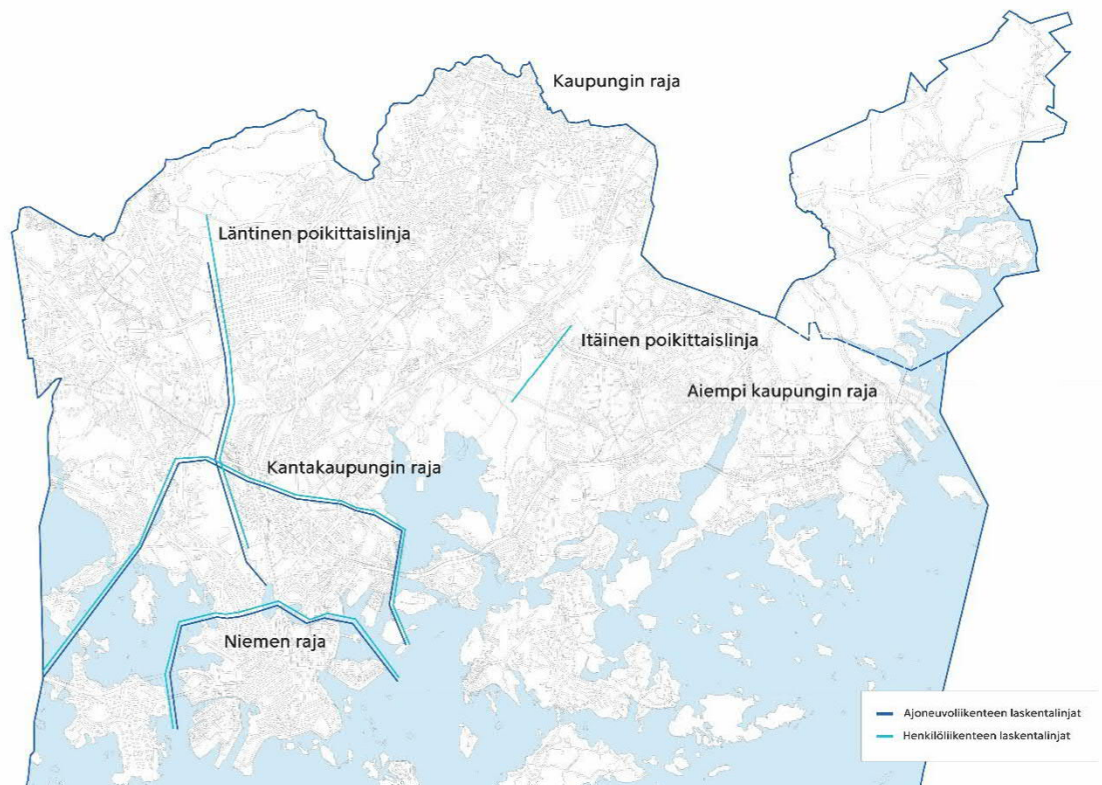 Kaupungin raja
Läntinen poikittaislinja
Itäinen poikittaislinja
Aiempi kaupungin raja
Kantakaupungin raja
Niemen raja
Ajoneuvoliikenteen laskentalinjat
Henkilöliikenteen laskentalinjat